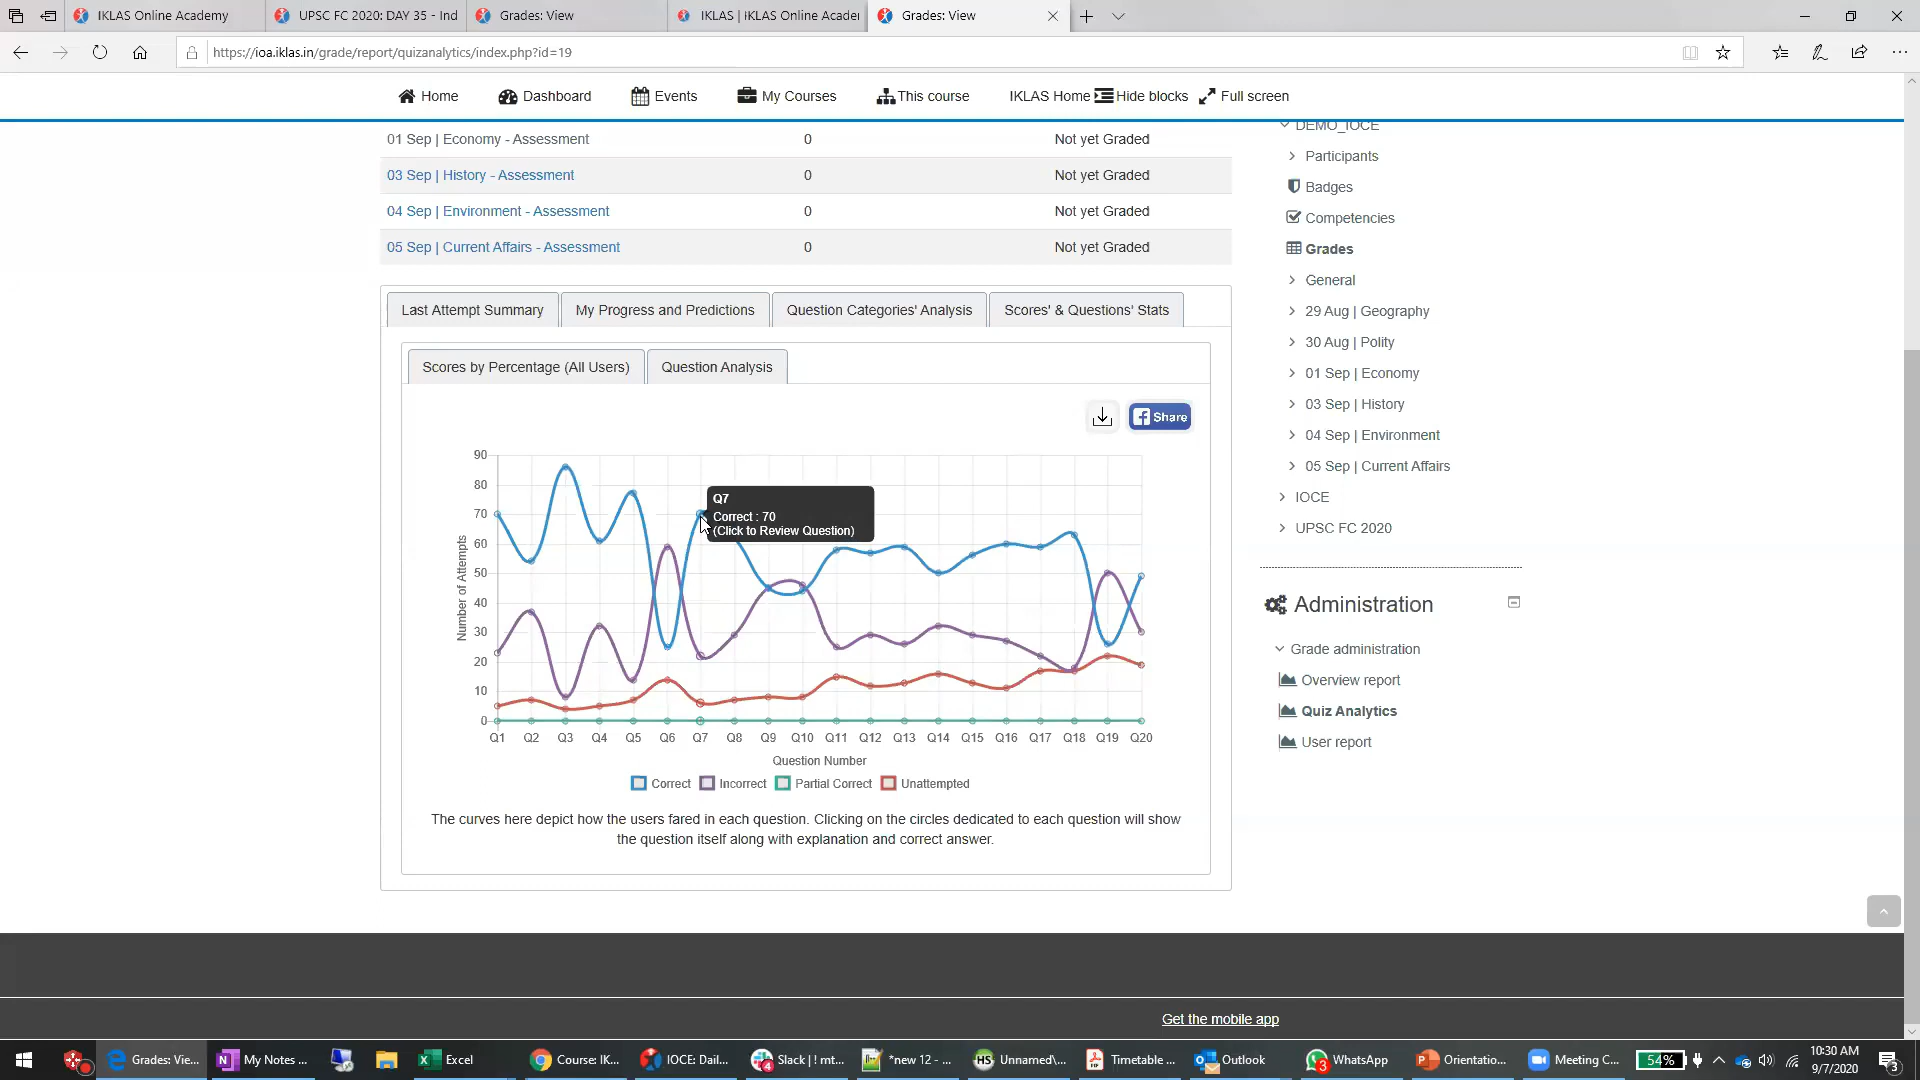 IKLAS Online Academy
UPSC FC 2020: DAY 35 - Ind
Grades: View
IKLAS | iKLAS Online Acader
Grades: View
https://ioa.iklas.in/grade/report/quizanalytics/index.php?id=19
Home
Dashboard
Events
My Courses
This course
IKLAS Home
Hide blocks
Full screen
01 Sep | Economy - Assessment 0 Not yet Graded
03 Sep | History - Assessment 0 Not yet Graded
04 Sep | Environment - Assessment 0 Not yet Graded
05 Sep | Current Affairs - Assessment 0 Not yet Graded
Last Attempt Summary
My Progress and Predictions
Question Categories' Analysis
Scores' & Questions' Stats
Scores by Percentage (All Users)
Question Analysis
Share
90
80
70
60
50
40
30
20
10
0
Number of Attempts
Q7
Correct : 70
(Click to Review Question)
Q1 Q2 Q3 Q4 Q5 Q6 Q7 Q8 Q9 Q10 Q11 Q12 Q13 Q14 Q15 Q16 Q17 Q18 Q19 Q20
Question Number
Correct Incorrect Partial Correct Unattempted
The curves here depict how the users fared in each question. Clicking on the circles dedicated to each question will show
the question itself along with explanation and correct answer.
DEMO_IOCE
Participants
Badges
Competencies
Grades
General
29 Aug | Geography
30 Aug | Polity
01 Sep | Economy
03 Sep | History
04 Sep | Environment
05 Sep | Current Affairs
IOCE
UPSC FC 2020
Administration
Grade administration
Overview report
Quiz Analytics
User report
Get the mobile app
Grades: Vie...
My Notes ...
Excel
Course: IK...
IOCE: Dail...
4
Slack | ! mt...
*new 12 - ...
HS
Unnamed\...
Timetable ...
Outlook
3
WhatsApp
Orientatio...
Meeting C...
54%
10:30 AM
9/7/2020
3